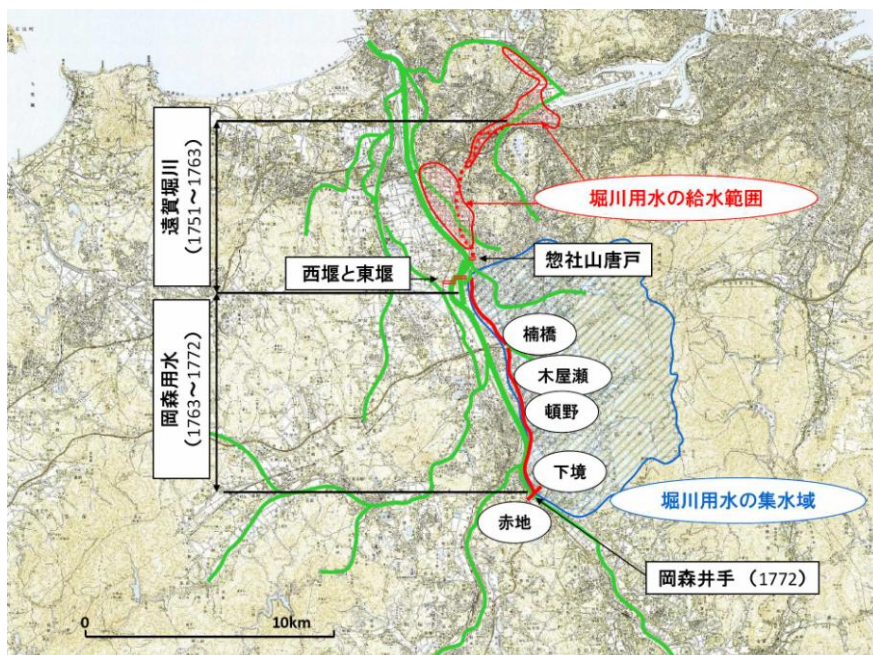 遠賀堀川
(1751~1763)
堀川用水の給水範囲
惣社山唐戸
西堰と東堰
岡森用水
(1763~1772)
楠橋
木屋瀬
頓野
下境
赤地
堀川用水の集水域
岡森井手 (1772)
0 10km